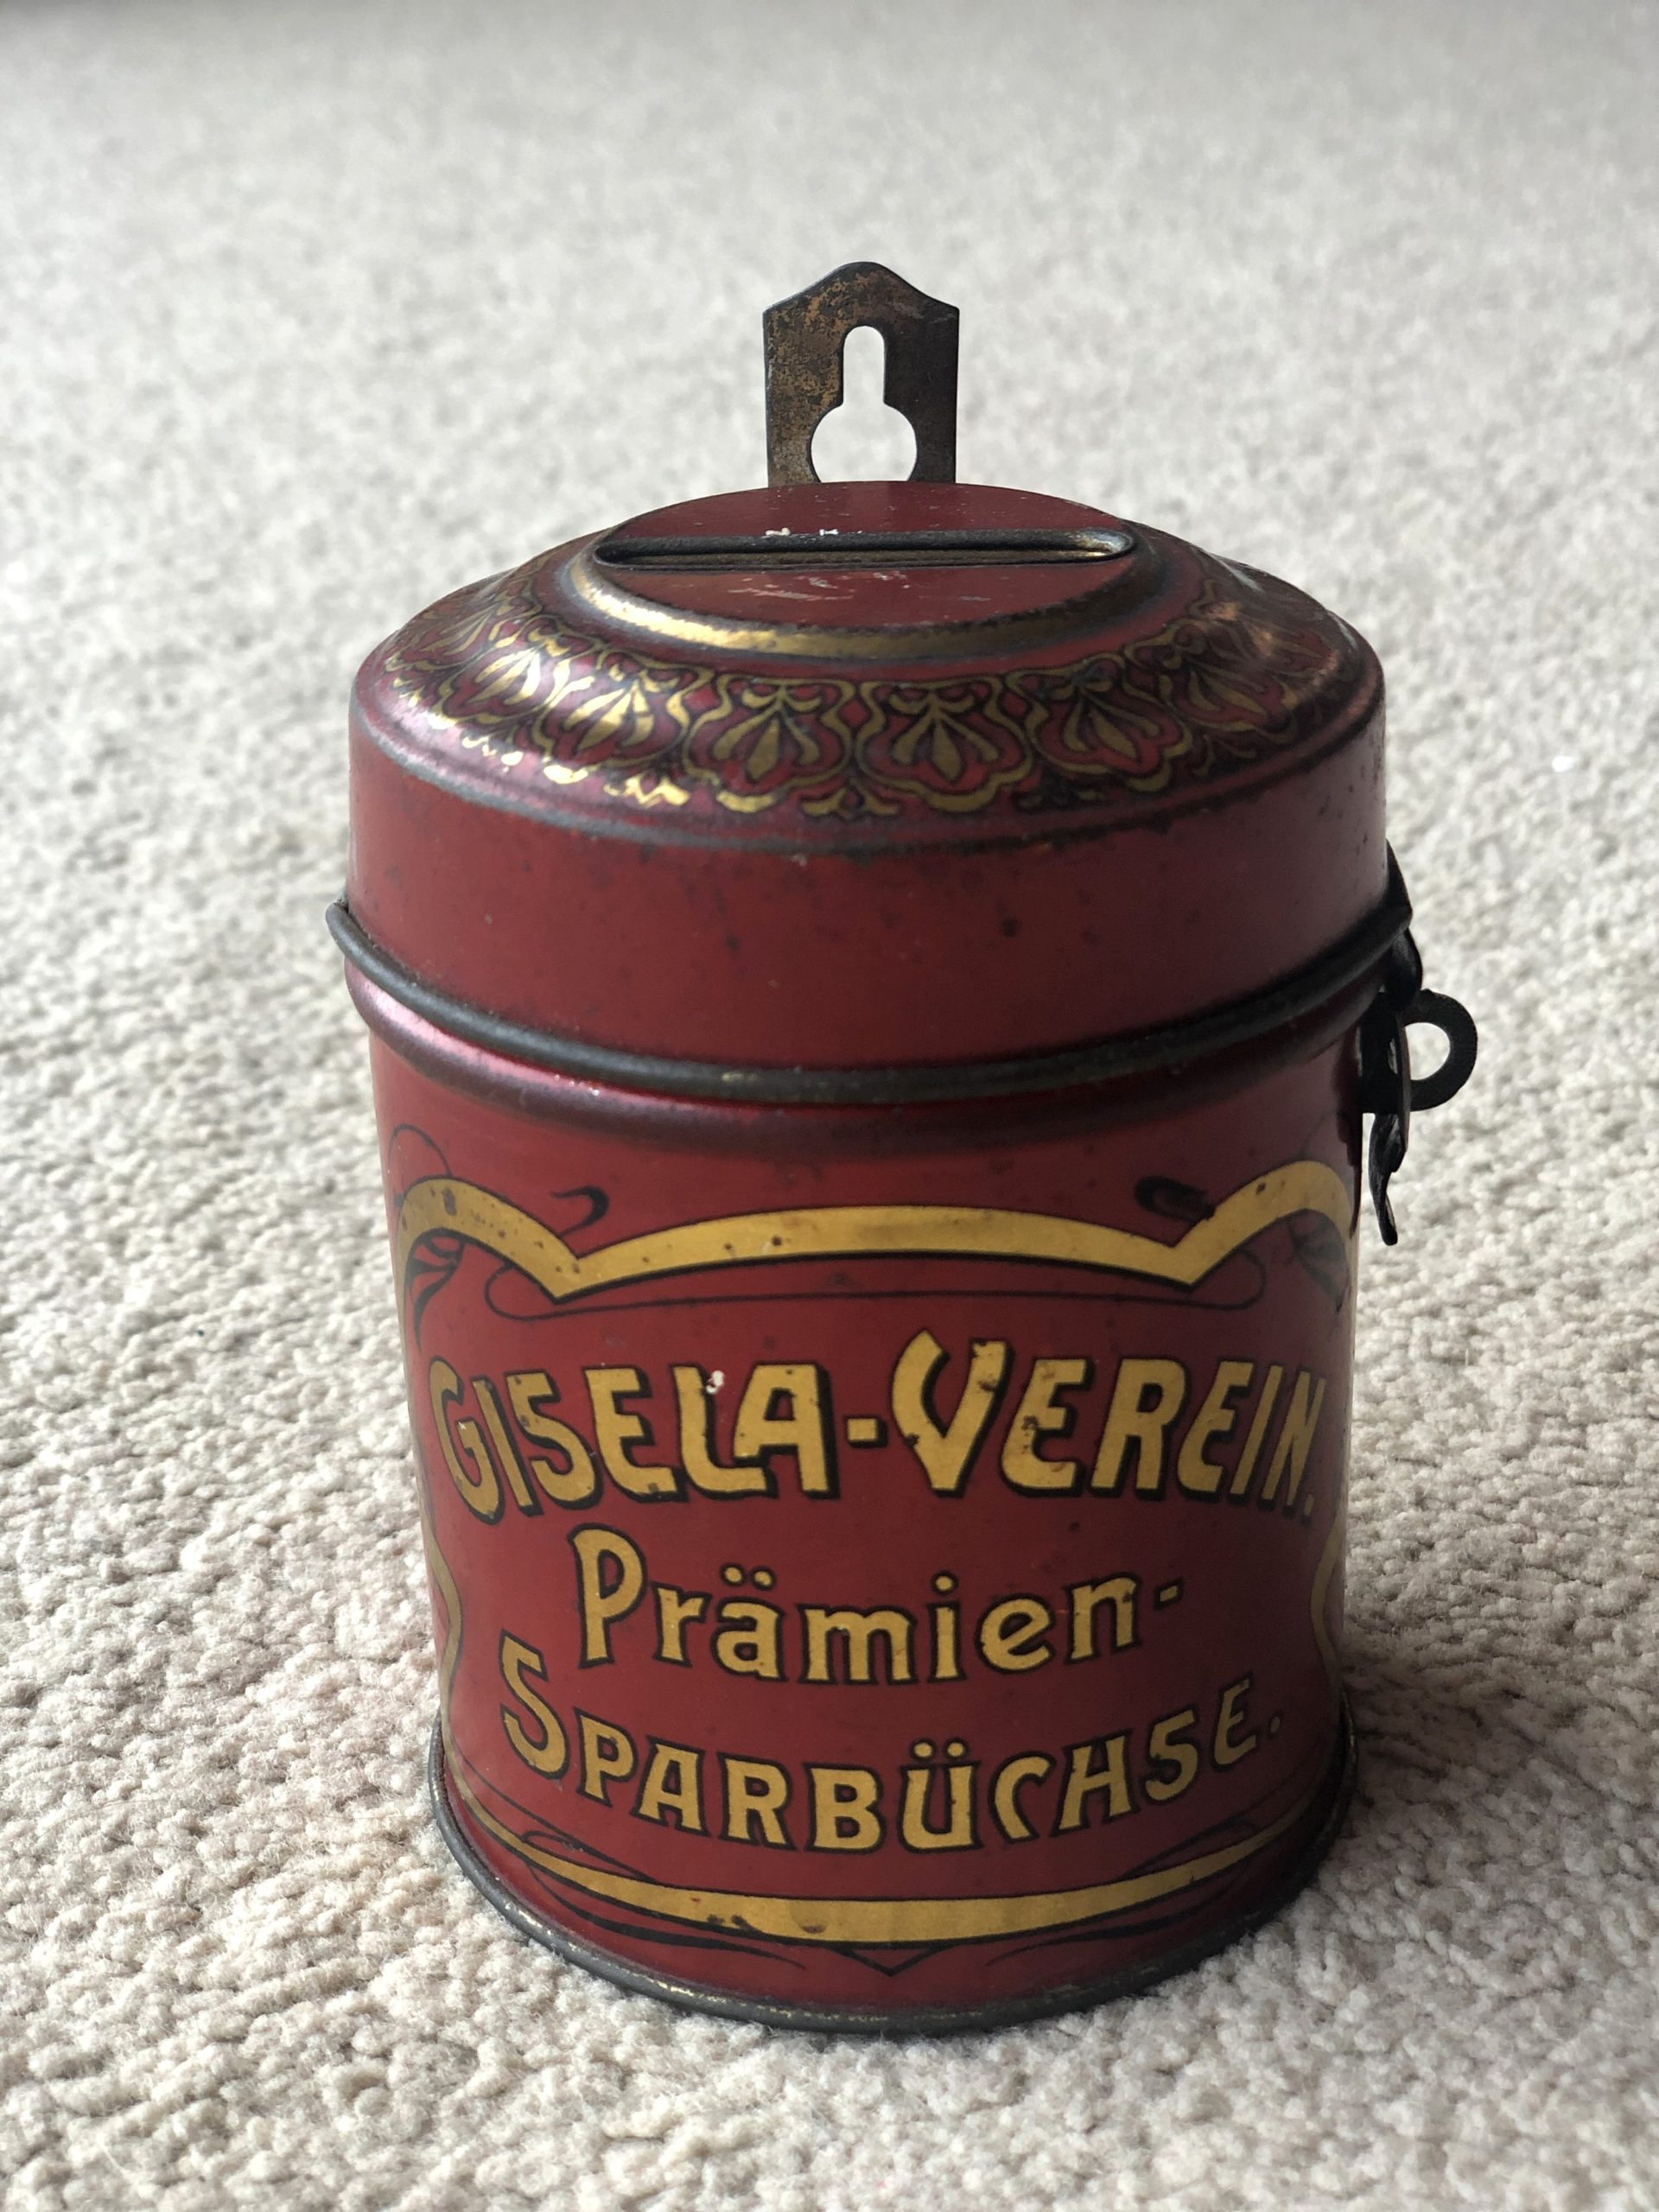 GISELA-VEREIN.
Prämien-
SPARBÜCHSE.